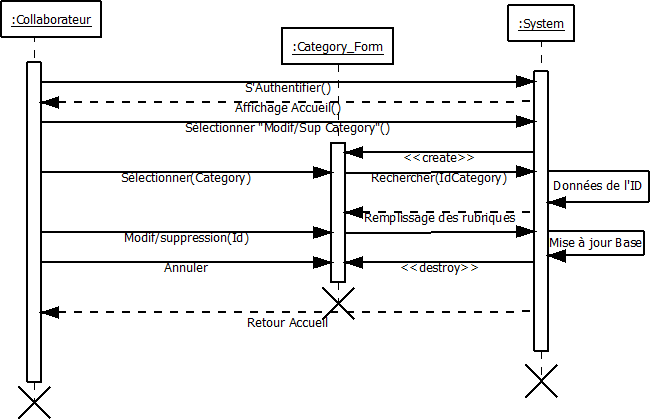 :Collaborateur
:System
:Category_Form
S'Authentifier()
Affichage Accueil()
Sélectionner "Modif/Sup Category"()
<<create>>
Sélectionner(Category)
Rechercher(IdCategory)
Données de l'ID
Remplissage des rubriques
Modif/suppression(Id)
Mise à jour Base
Annuler
<<destroy>>
Retour Accueil